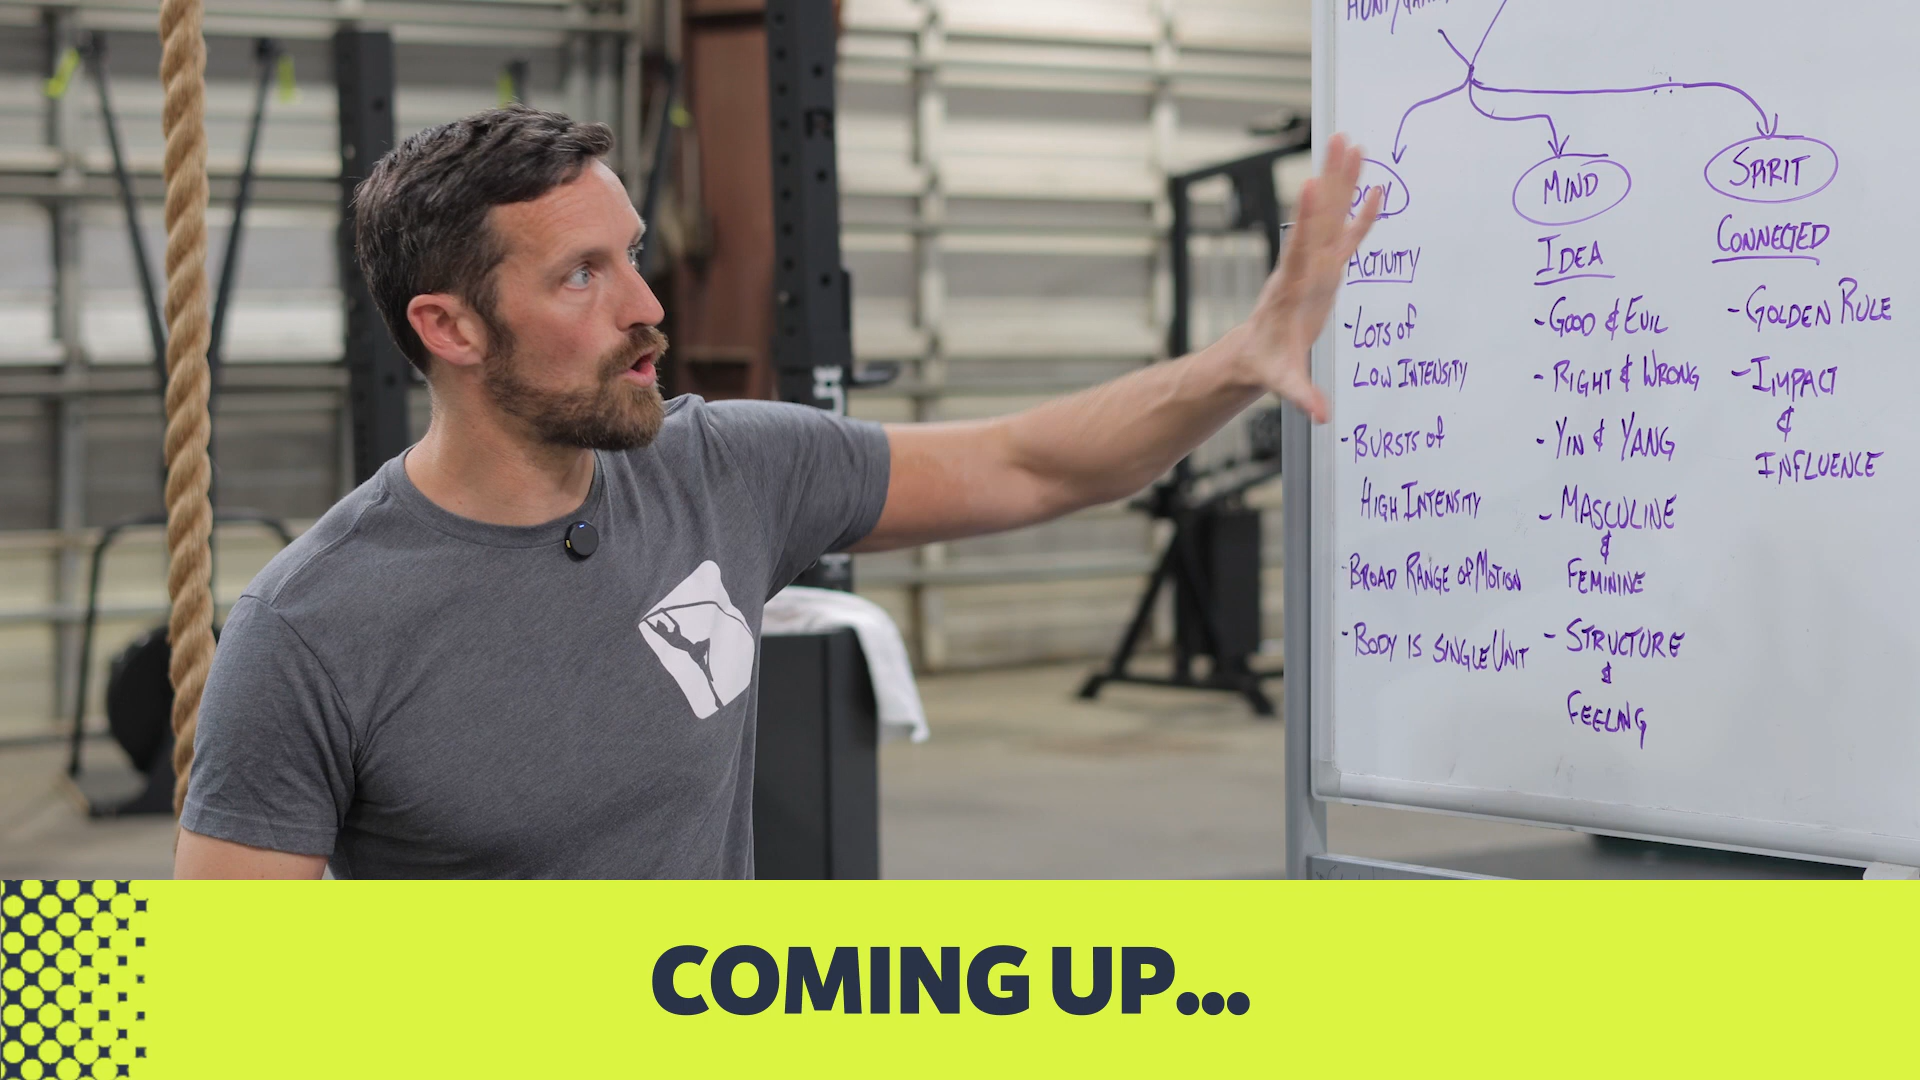 BODY
MIND
SPIRIT
ACTIVITY
IDEA
CONNECTED
-LOTS of
LOW INTENSITY
-BURSTS of
HIGH INTENSITY
-BROAD RANGE of MOTION
-BODY IS SINGLE UNIT
-GOOD & EVIL
-RIGHT & WRONG
-YIN & YANG
-MASCULINE
&
FEMININE
-STRUCTURE
&
FEELING
-GOLDEN RULE
-IMPACT
&
INFLUENCE
COMING UP...